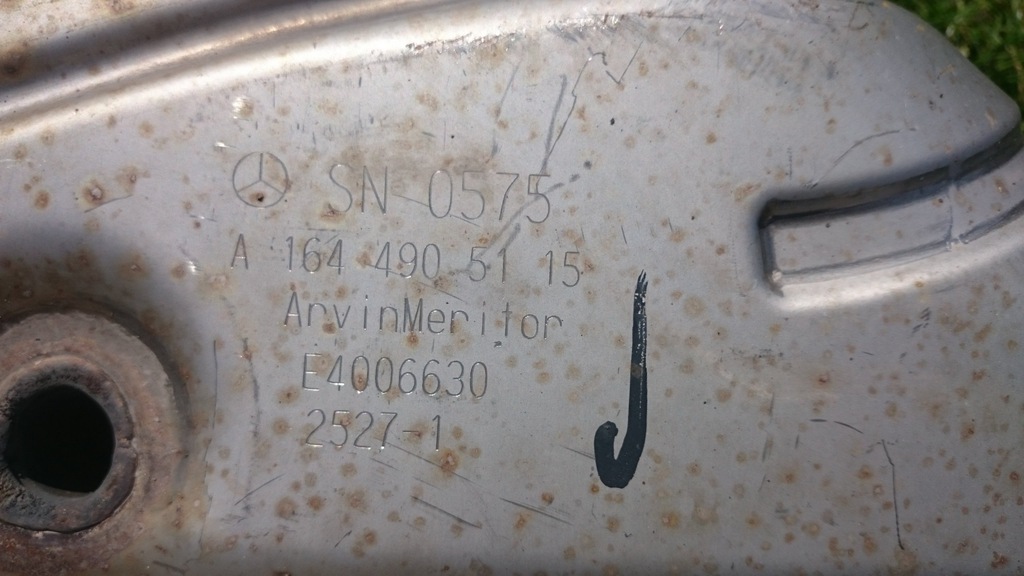 SN 0575
A 164 490 51 15
ArvinMeritor
E4006630
2527-1
J